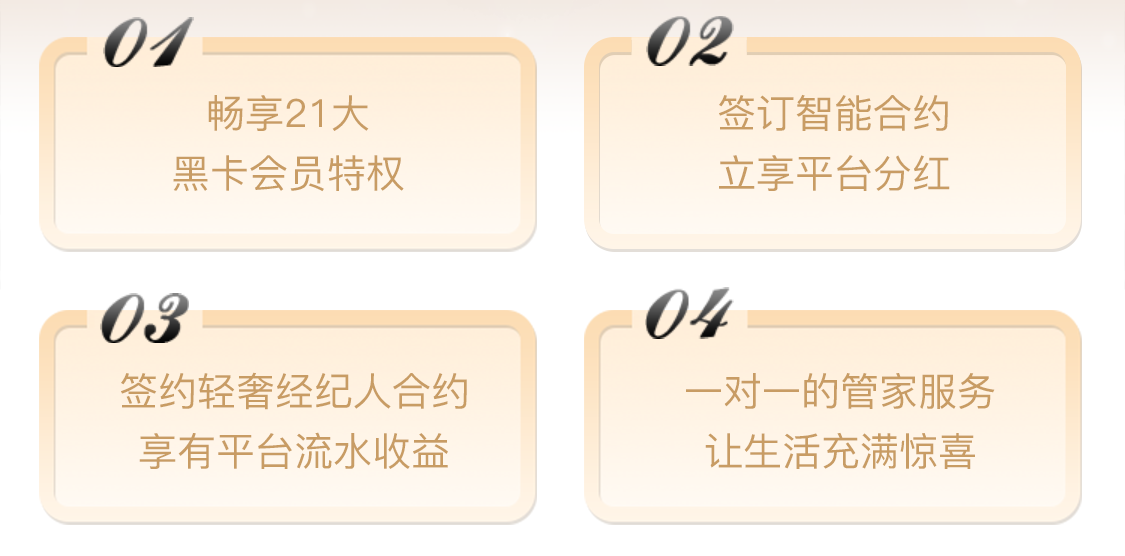 01
畅享21大
黑卡会员特权
02
签订智能合约
立享平台分红
03
签约轻奢经纪人合约
享有平台流水收益
04
一对一的管家服务
让生活充满惊喜